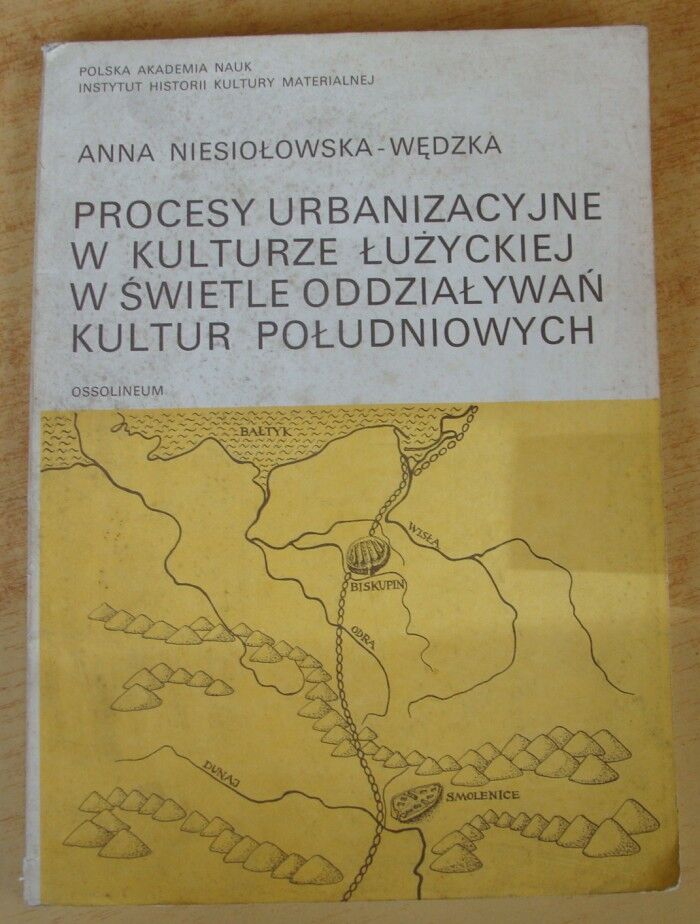 POLSKA AKADEMIA NAUK
INSTYTUT HISTORII KULTURY MATERIALNEJ
ANNA NIESIOŁOWSKA-WĘDZKA
PROCESY URBANIZACYJNE
W KULTURZE ŁUŻYCKIEJ
W ŚWIETLE ODDZIAŁYWAŃ
KULTUR POŁUDNIOWYCH
OSSOLINEUM
BAŁTYK
WISŁA
BISKUPIN
ODRA
DUNAJ
SMOLENICE